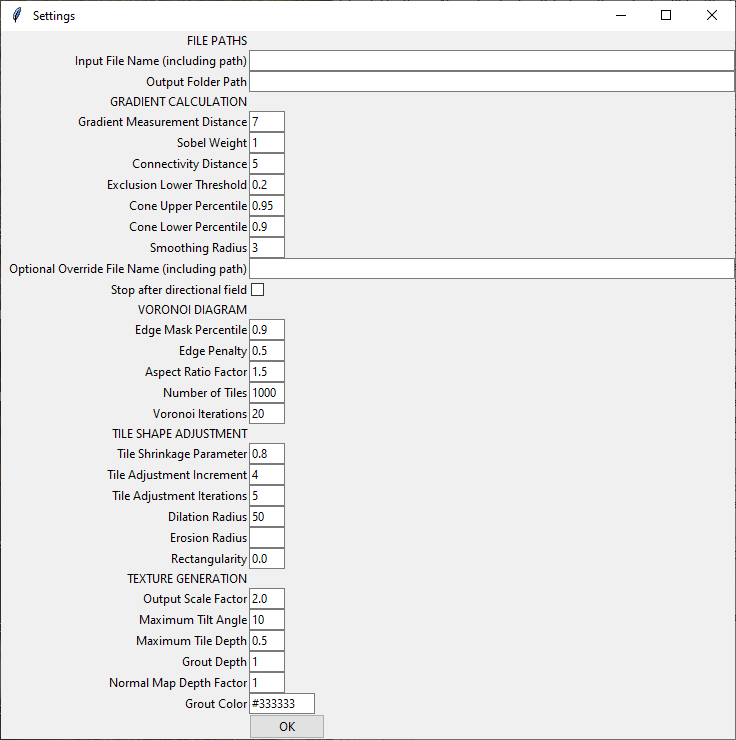 Settings
FILE PATHS
Input File Name (including path)
Output Folder Path
GRADIENT CALCULATION
Gradient Measurement Distance 7
Sobel Weight 1
Connectivity Distance 5
Exclusion Lower Threshold 0.2
Cone Upper Percentile 0.95
Cone Lower Percentile 0.9
Smoothing Radius 3
Optional Override File Name (including path)
Stop after directional field
VORONOI DIAGRAM
Edge Mask Percentile 0.9
Edge Penalty 0.5
Aspect Ratio Factor 1.5
Number of Tiles 1000
Voronoi Iterations 20
TILE SHAPE ADJUSTMENT
Tile Shrinkage Parameter 0.8
Tile Adjustment Increment 4
Tile Adjustment Iterations 5
Dilation Radius 50
Erosion Radius
Rectangularity 0.0
TEXTURE GENERATION
Output Scale Factor 2.0
Maximum Tilt Angle 10
Maximum Tile Depth 0.5
Grout Depth 1
Normal Map Depth Factor 1
Grout Color #333333
OK